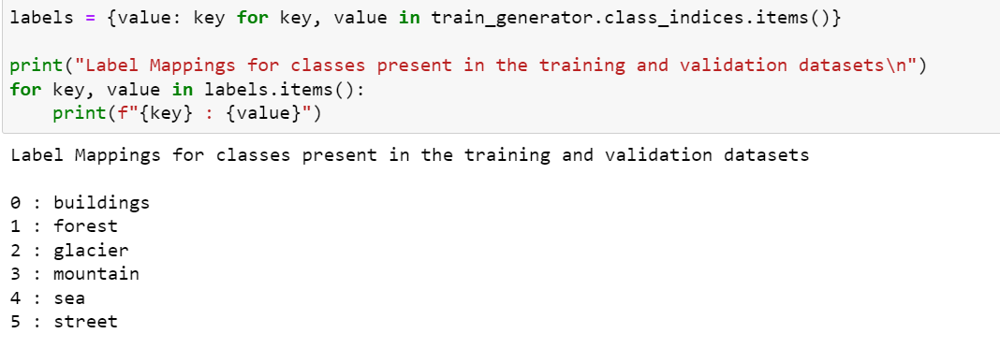 labels = {value: key for key, value in train_generator.class_indices.items()}
print("Label Mappings for classes present in the training and validation datasets\n")
for key, value in labels.items():
    print(f"{key} : {value}")
Label Mappings for classes present in the training and validation datasets
0 : buildings
1 : forest
2 : glacier
3 : mountain
4 : sea
5 : street